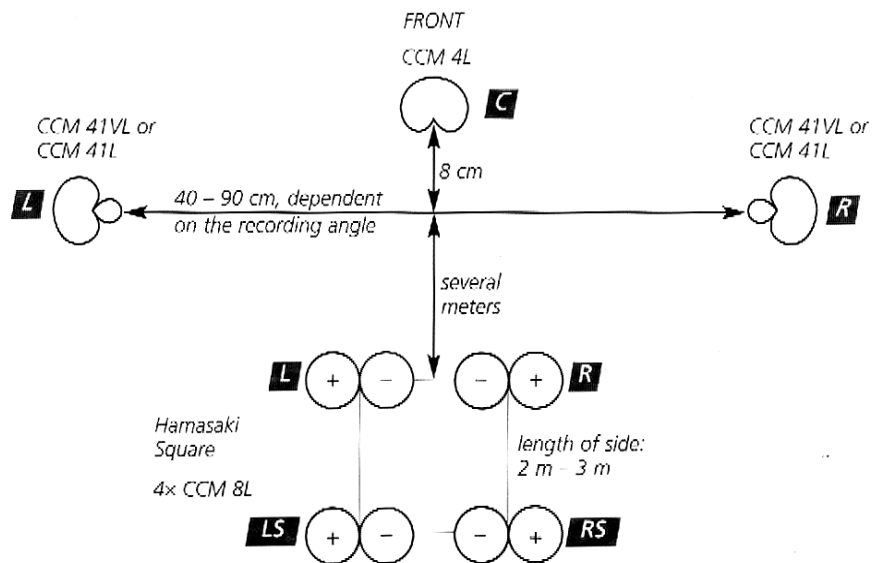 FRONT
CCM 4L
C
CCM 41VL or
CCM 41L
CCM 41VL or
CCM 41L
8 cm
L
40 – 90 cm, dependent
on the recording angle
R
several
meters
L
+
−
−
+
R
Hamasaki
Square
4× CCM 8L
length of side:
2 m – 3 m
LS
+
−
−
+
RS